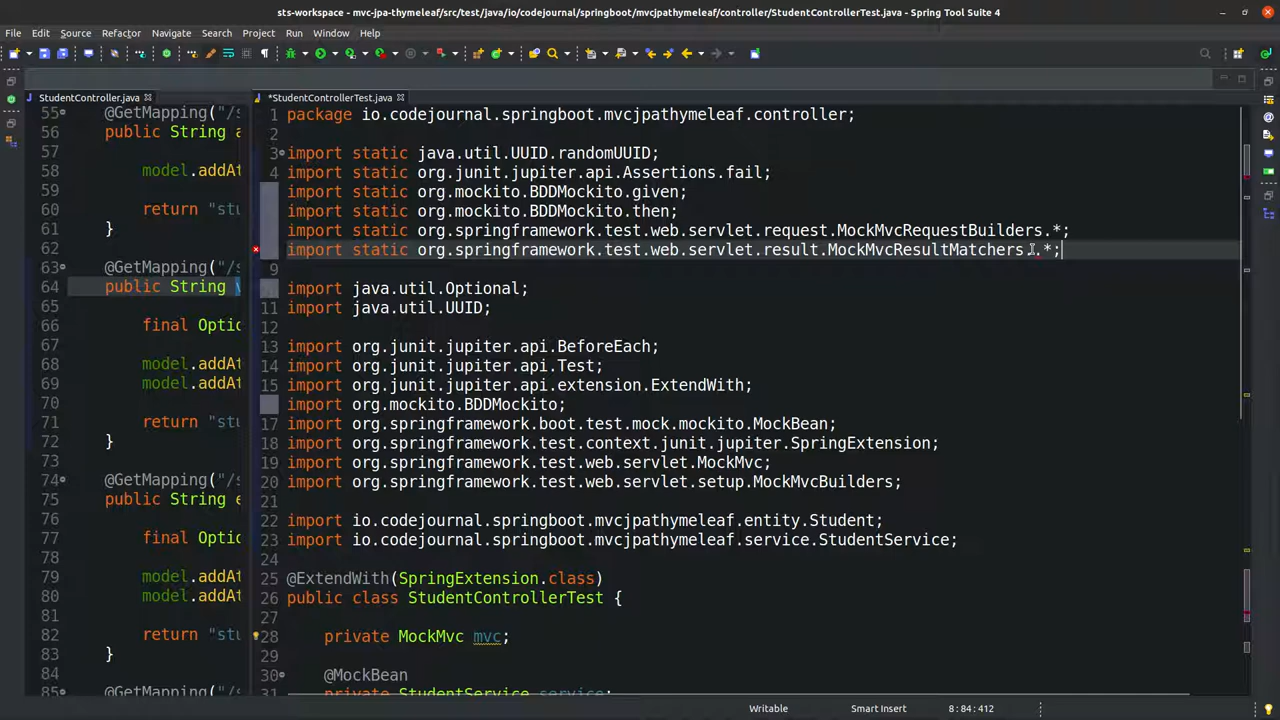 sts-workspace - mvc-jpa-thymeleaf/src/test/java/io/codejournal/springboot/mvcjpathymeleaf/controller/StudentControllerTest.java - Spring Tool Suite 4
File Edit Source Refactor Navigate Search Project Run Window Help
StudentController.java
55 @GetMapping("/s
56 public String a
57
58 model.addAt
59
60 return "stu
61 }
62
63 @GetMapping("/s
64 public String v
65
66 final Optio
67
68 model.addAt
69 model.addAt
70
71 return "stu
72 }
73
74 @GetMapping("/s
75 public String e
76
77 final Optio
78
79 model.addAt
80 model.addAt
81
82 return "stu
83 }
84
85 @GetMapping("/s
*StudentControllerTest.java
1 package io.codejournal.springboot.mvcjpathymeleaf.controller;
2
3 import static java.util.UUID.randomUUID;
4 import static org.junit.jupiter.api.Assertions.fail;
import static org.mockito.BDDMockito.given;
import static org.mockito.BDDMockito.then;
import static org.springframework.test.web.servlet.request.MockMvcRequestBuilders.*;
import static org.springframework.test.web.servlet.result.MockMvcResultMatchers..*;
9
import java.util.Optional;
11 import java.util.UUID;
12
13 import org.junit.jupiter.api.BeforeEach;
14 import org.junit.jupiter.api.Test;
15 import org.junit.jupiter.api.extension.ExtendWith;
import org.mockito.BDDMockito;
17 import org.springframework.boot.test.mock.mockito.MockBean;
18 import org.springframework.test.context.junit.jupiter.SpringExtension;
19 import org.springframework.test.web.servlet.MockMvc;
20 import org.springframework.test.web.servlet.setup.MockMvcBuilders;
21
22 import io.codejournal.springboot.mvcjpathymeleaf.entity.Student;
23 import io.codejournal.springboot.mvcjpathymeleaf.service.StudentService;
24
25 @ExtendWith(SpringExtension.class)
26 public class StudentControllerTest {
27
28 private MockMvc mvc;
29
30 @MockBean
31 private StudentService service;
Writable Smart Insert 8 : 84 : 412